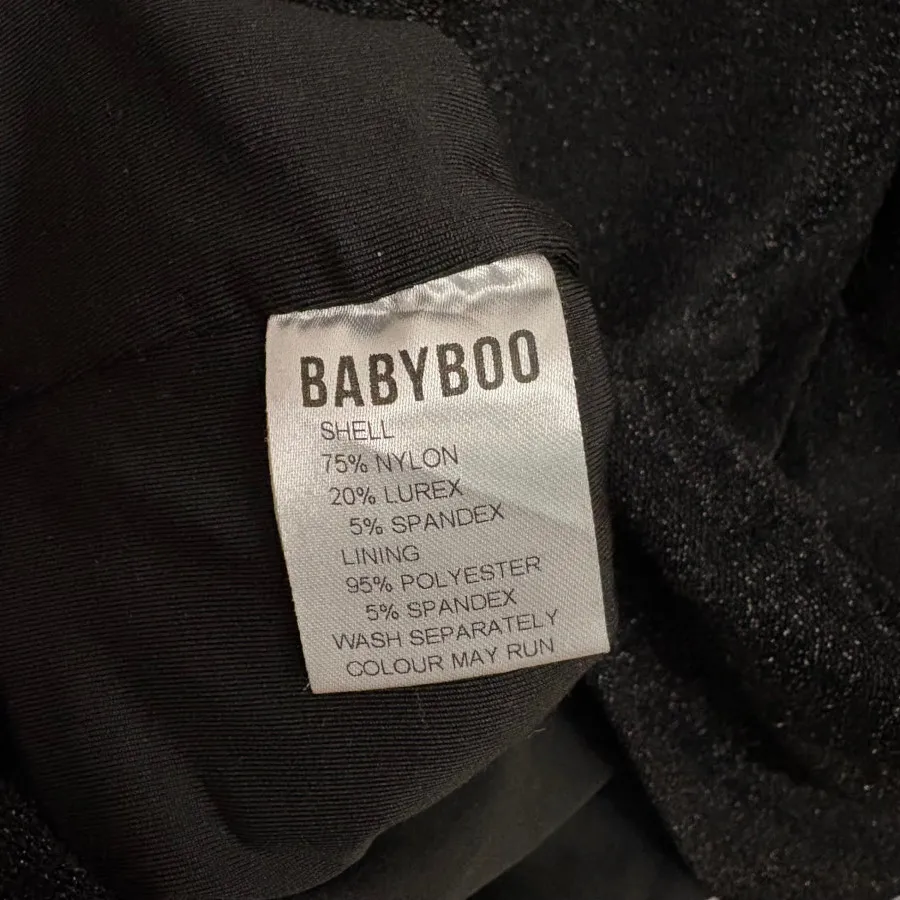 BABYBOO
SHELL
75% NYLON
20% LUREX
5% SPANDEX
LINING
95% POLYESTER
5% SPANDEX
WASH SEPARATELY
COLOUR MAY RUN